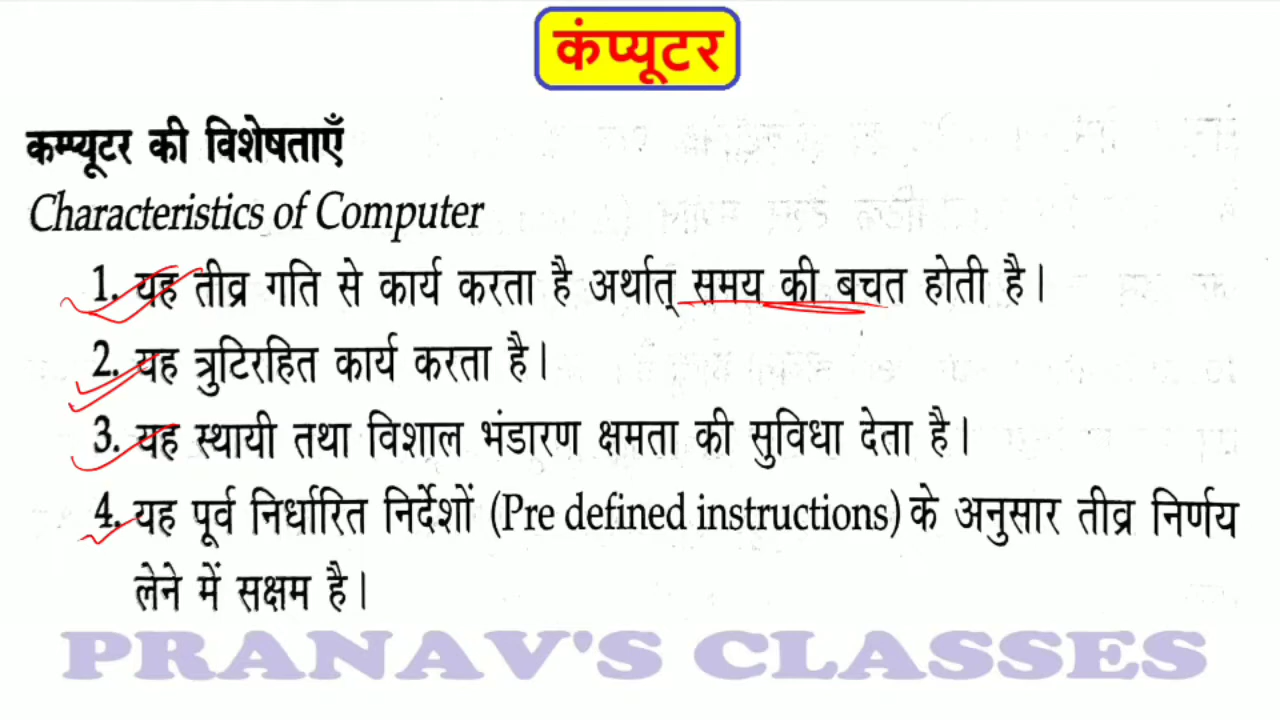 कंप्यूटर
कम्प्यूटर की विशेषताएँ
Characteristics of Computer
1. यह तीव्र गति से कार्य करता है अर्थात् समय की बचत होती है।
2. यह त्रुटिरहित कार्य करता है।
3. यह स्थायी तथा विशाल भंडारण क्षमता की सुविधा देता है।
4. यह पूर्व निर्धारित निर्देशों (Pre defined instructions) के अनुसार तीव्र निर्णय
लेने में सक्षम है।
PRANAV'S CLASSES